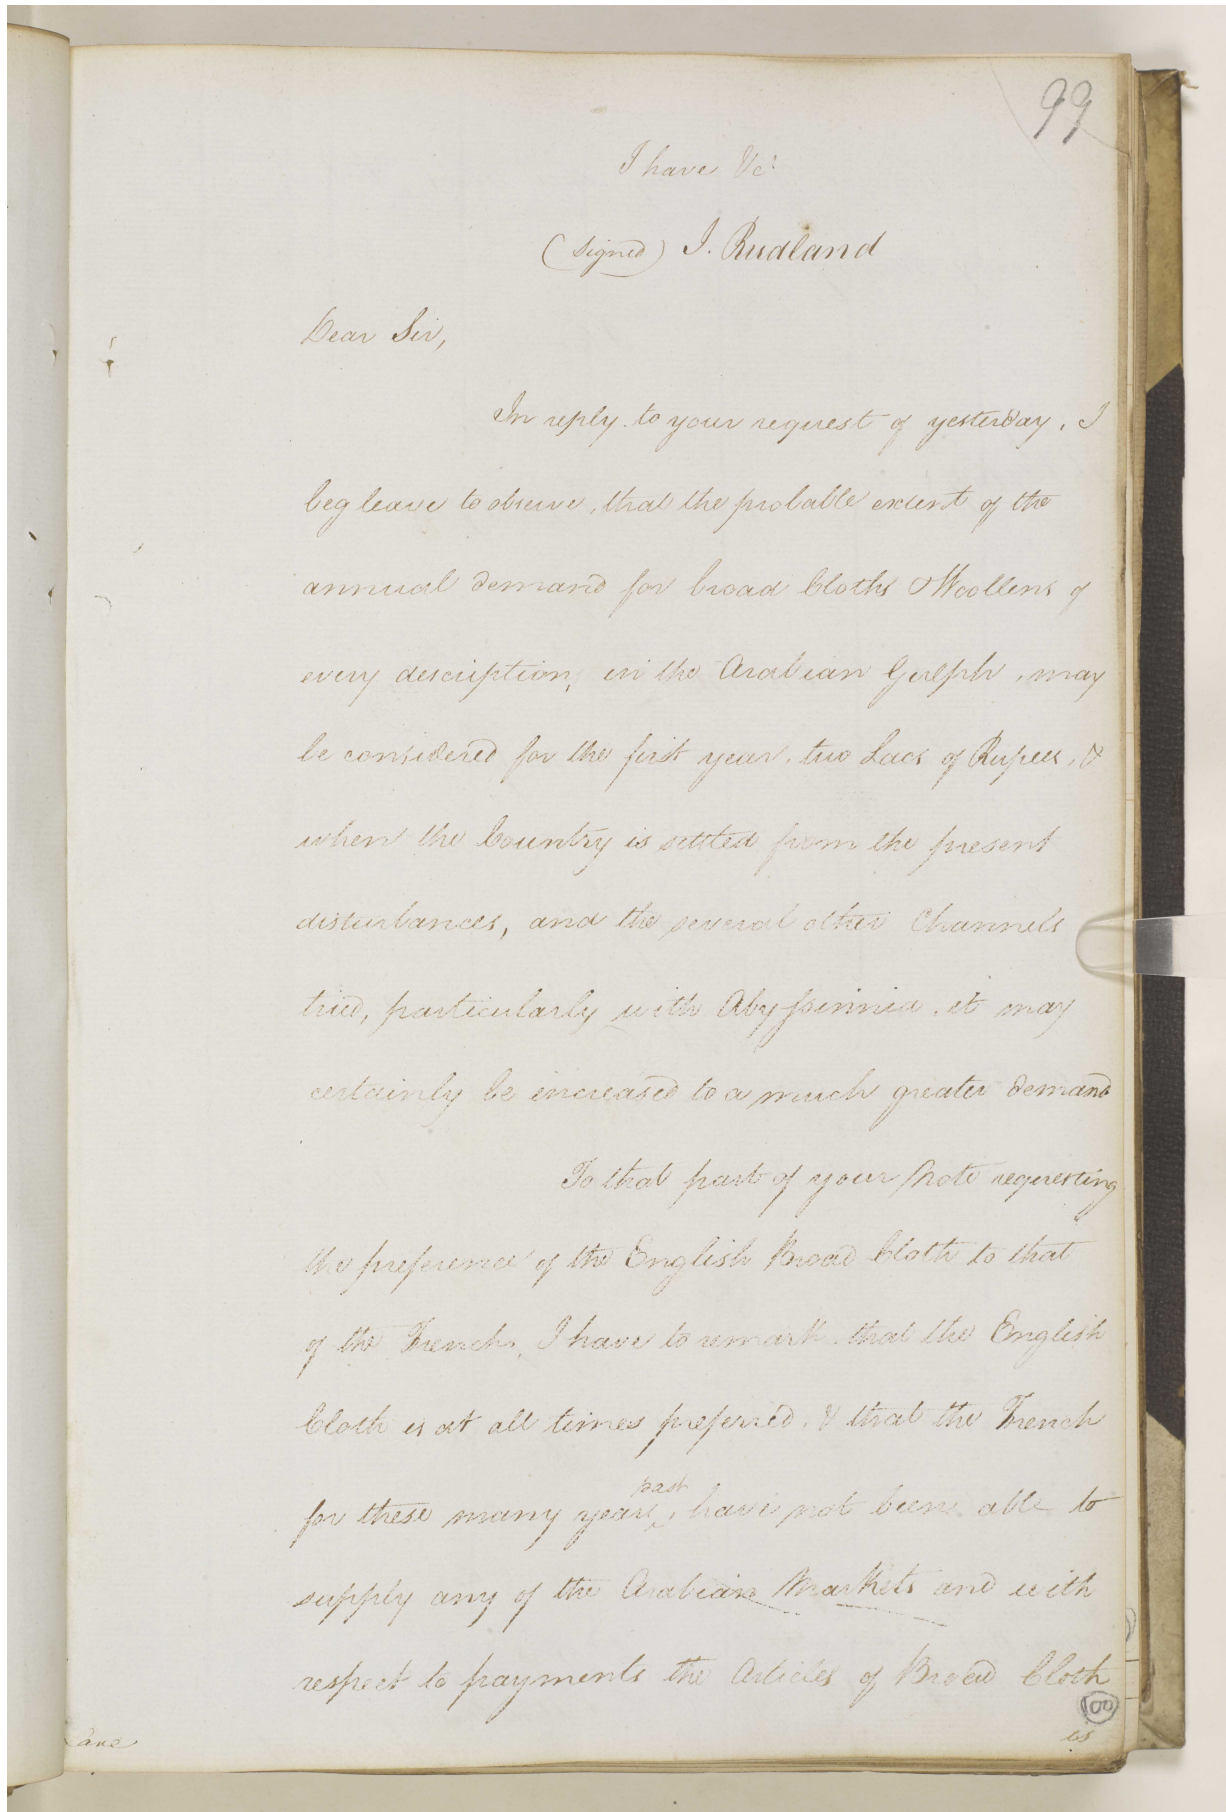 99
I have &c.
(Signed) J. Rudland
Dear Sir,
In reply to your request of yesterday, I
beg leave to observe, that the probable extent of the
annual demand for broad Cloths & Woollens of
every description, in the Arabian Gulph, may
be considered for the first year, two Lacs of Rupees, &
when the Country is settled from the present
disturbances, and the several other Channels
tried, particularly with Abyssinnia, it may
certainly be increased to a much greater demand
To that part of your Note requesting
the preference of the English Broad Cloth to that
of the French, I have to remark that the English
Cloth is at all times preferred, & that the French
past
for these many years, have not been able to
supply any of the Arabian Markets and with
respect to payments the Articles of Broad Cloth
100
is